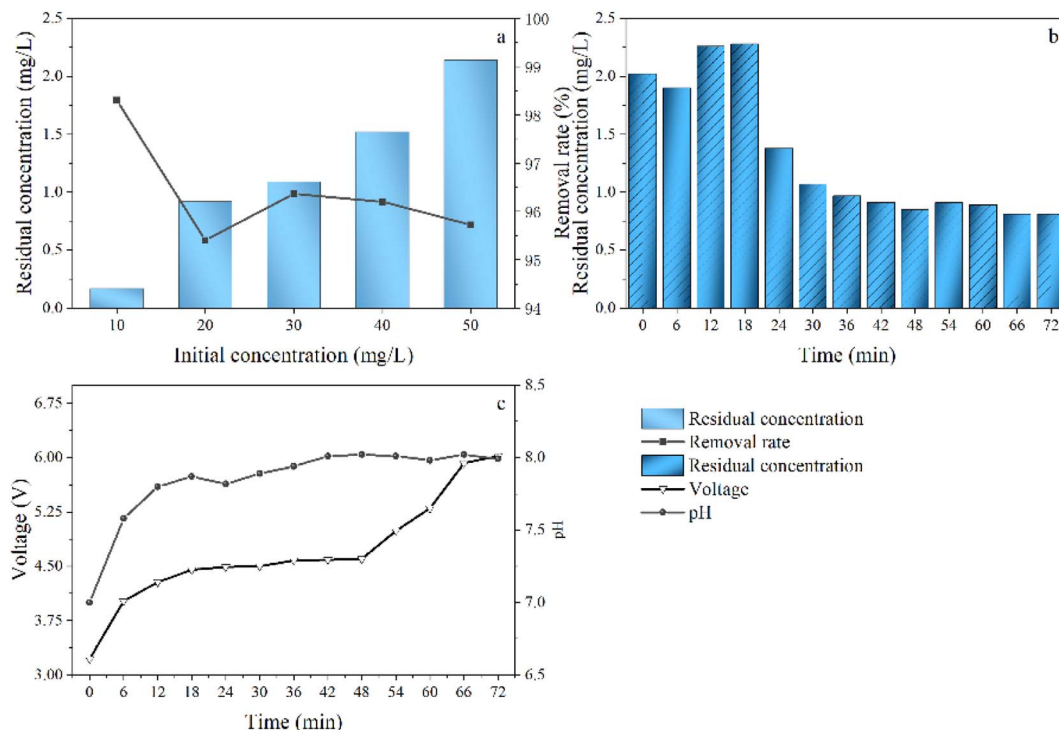 a
Residual concentration (mg/L)
2.5
2.0
1.5
1.0
0.5
0.0
100
99
98
97
96
95
94
Removal rate (%)
10 20 30 40 50
Initial concentration (mg/L)
b
Residual concentration (mg/L)
2.5
2.0
1.5
1.0
0.5
0.0
0 6 12 18 24 30 36 42 48 54 60 66 72
Time (min)
c
Voltage (V)
6.75
6.00
5.25
4.50
3.75
3.00
8.5
8.0
7.5
7.0
6.5
pH
0 6 12 18 24 30 36 42 48 54 60 66 72
Time (min)
Residual concentration
Removal rate
Residual concentration
Voltage
pH